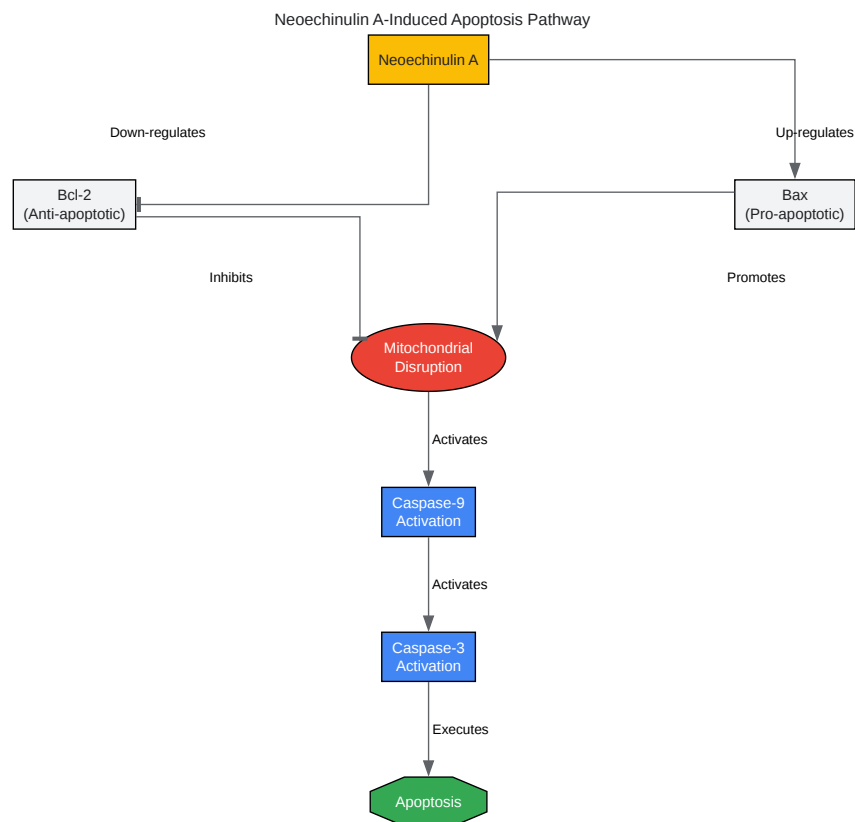 Neoechinulin A-Induced Apoptosis Pathway
Neoechinulin A
Down-regulates
Up-regulates
Bcl-2
(Anti-apoptotic)
Bax
(Pro-apoptotic)
Inhibits
Promotes
Mitochondrial
Disruption
Activates
Caspase-9
Activation
Activates
Caspase-3
Activation
Executes
Apoptosis